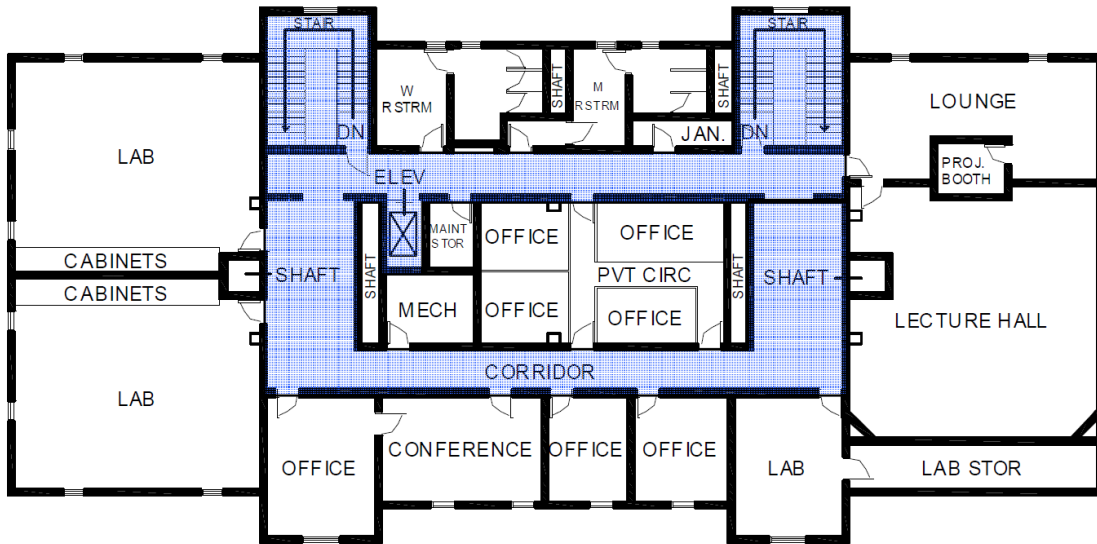 STAIR
STAIR
W
RSTRM
SHAFT
M
RSTRM
SHAFT
LOUNGE
DN
JAN.
DN
LAB
PROJ.
BOOTH
ELEV
MAINT
STOR
OFFICE
OFFICE
CABINETS
SHAFT
SHAFT
PVT CIRC
SHAFT
SHAFT
CABINETS
MECH
OFFICE
OFFICE
LECTURE HALL
CORRIDOR
LAB
OFFICE
CONFERENCE
OFFICE
OFFICE
LAB
LAB STOR